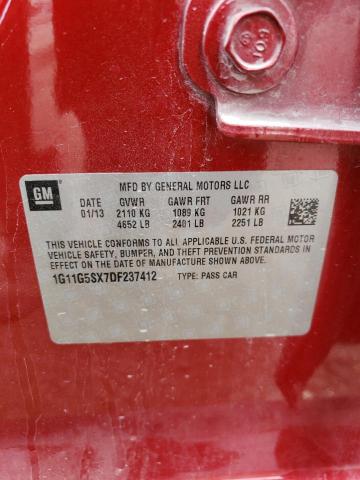 109
GM
MFD BY GENERAL MOTORS LLC
DATE GVWR GAWR FRT GAWR RR
01/13 2110 KG 1089 KG 1021 KG
4652 LB 2401 LB 2251 LB
THIS VEHICLE CONFORMS TO ALL APPLICABLE U.S. FEDERAL MOTOR
VEHICLE SAFETY, BUMPER, AND THEFT PREVENTION STANDARDS IN
EFFECT ON THE DATE OF MANUFACTURE SHOWN ABOVE.
1G11G5SX7DF237412 TYPE: PASS CAR